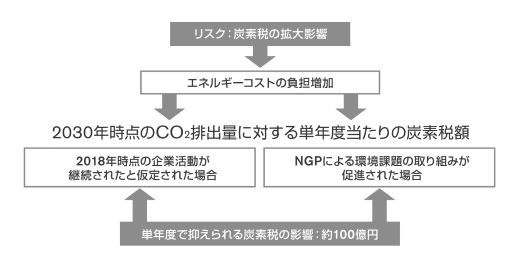 リスク：炭素税の拡大影響
エネルギーコストの負担増加
2030年時点のCO₂排出量に対する単年度当たりの炭素税額
2018年時点の企業活動が
継続されたと仮定された場合
NGPによる環境課題の取り組みが
促進された場合
単年度で抑えられる炭素税の影響：約100億円